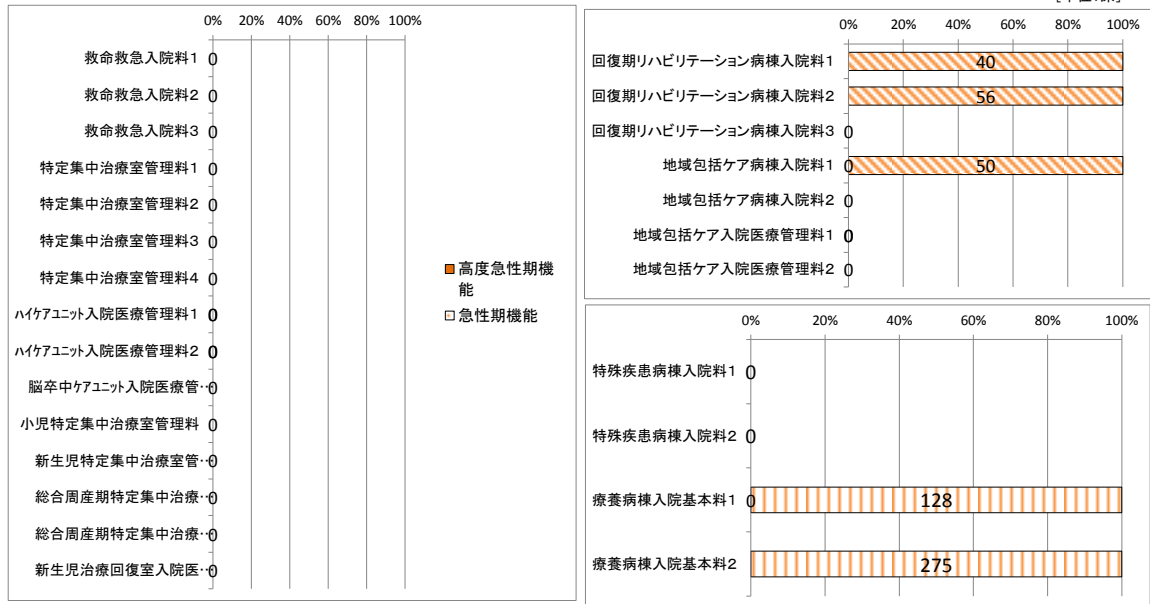 0% 20% 40% 60% 80% 100%
救命救急入院料1 0
救命救急入院料2 0
救命救急入院料3 0
特定集中治療室管理料1 0
特定集中治療室管理料2 0
特定集中治療室管理料3 0
特定集中治療室管理料4 0
ハイケアユニット入院医療管理料1 0
ハイケアユニット入院医療管理料2 0
脳卒中ケアユニット入院医療管… 0
小児特定集中治療室管理料 0
新生児特定集中治療室管… 0
総合周産期特定集中治療… 0
総合周産期特定集中治療… 0
新生児治療回復室入院医… 0
高度急性期機
能
急性期機能
0% 20% 40% 60% 80% 100%
回復期リハビリテーション病棟入院料1 40
回復期リハビリテーション病棟入院料2 56
回復期リハビリテーション病棟入院料3 0
地域包括ケア病棟入院料1 0 50
地域包括ケア病棟入院料2 0
地域包括ケア入院医療管理料1 0
地域包括ケア入院医療管理料2 0
0% 20% 40% 60% 80% 100%
特殊疾患病棟入院料1 0
特殊疾患病棟入院料2 0
療養病棟入院基本料1 0 128
療養病棟入院基本料2 275